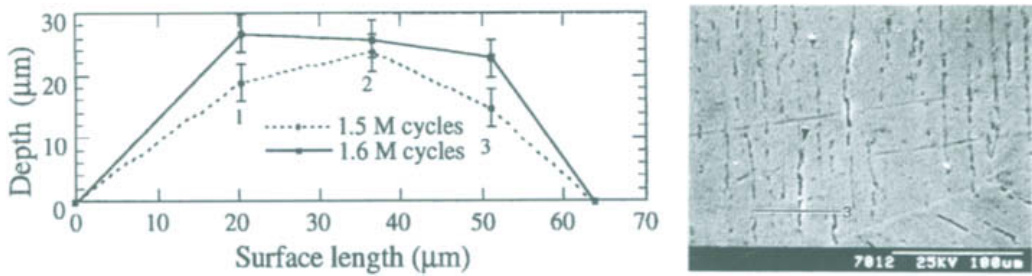 30
20
10
0
Depth (μm)
0 10 20 30 40 50 60 70
Surface length (μm)
1
2
3
1.5 M cycles
1.6 M cycles
3
7012 25KV 100um